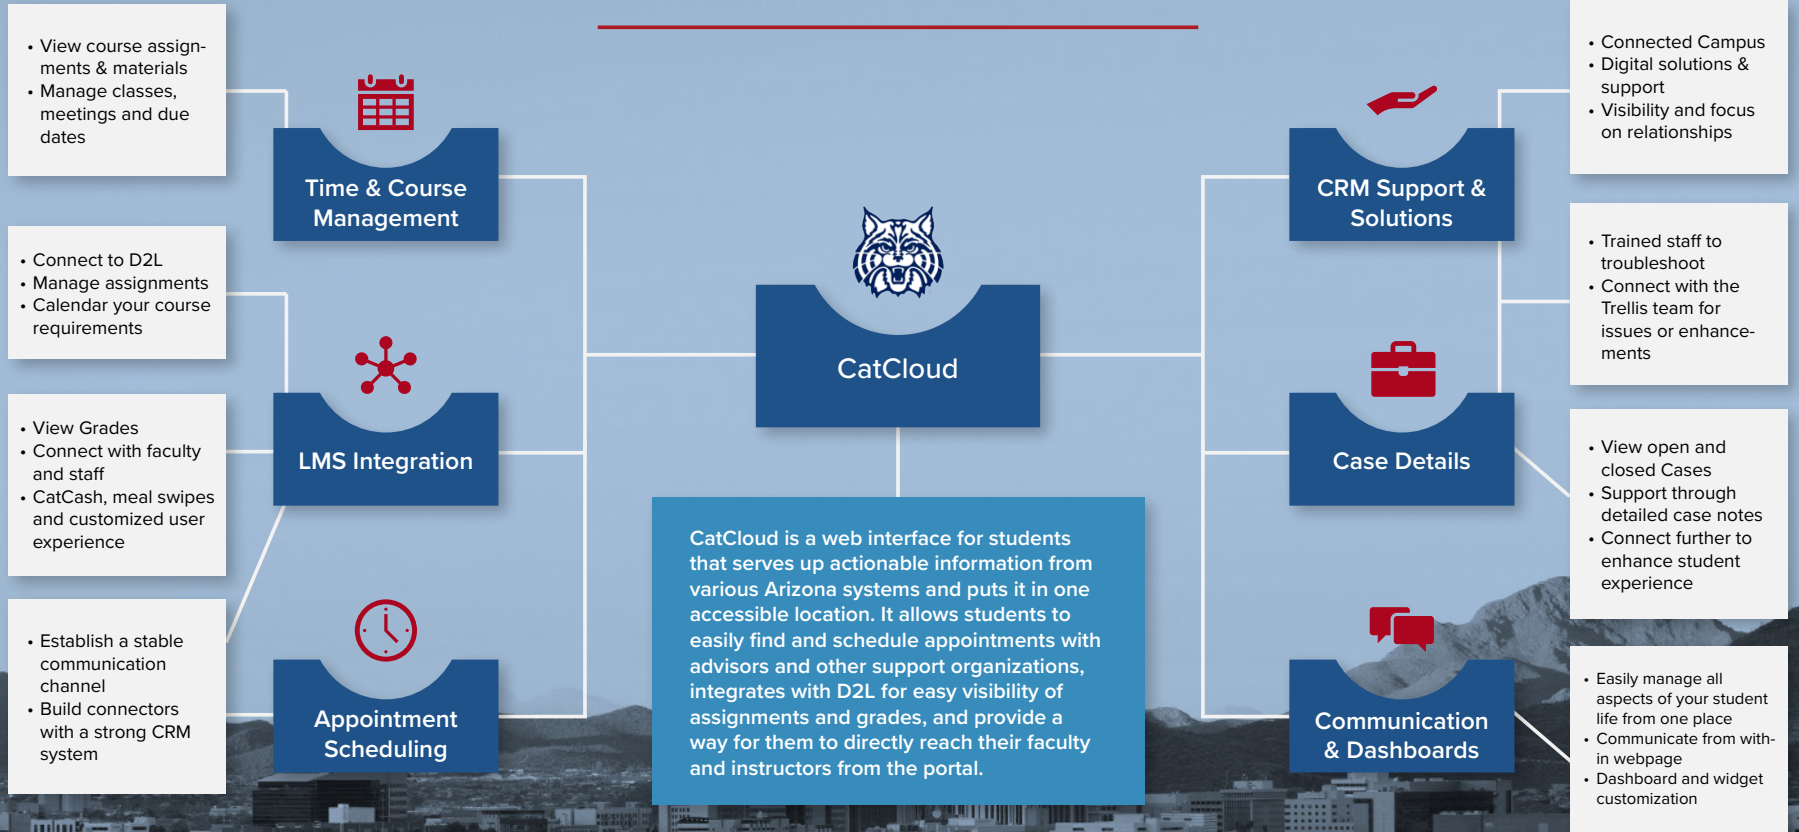 • View course assign-
ments & materials
• Manage classes,
meetings and due
dates
Time & Course
Management
• Connect to D2L
• Manage assignments
• Calendar your course
requirements
• View Grades
• Connect with faculty
and staff
• CatCash, meal swipes
and customized user
experience
LMS Integration
• Establish a stable
communication
channel
• Build connectors
with a strong CRM
system
Appointment
Scheduling
CatCloud
CatCloud is a web interface for students
that serves up actionable information from
various Arizona systems and puts it in one
accessible location. It allows students to
easily find and schedule appointments with
advisors and other support organizations,
integrates with D2L for easy visibility of
assignments and grades, and provide a
way for them to directly reach their faculty
and instructors from the portal.
CRM Support &
Solutions
• Connected Campus
• Digital solutions &
support
• Visibility and focus
on relationships
• Trained staff to
troubleshoot
• Connect with the
Trellis team for
issues or enhance-
ments
Case Details
• View open and
closed Cases
• Support through
detailed case notes
• Connect further to
enhance student
experience
Communication
& Dashboards
• Easily manage all
aspects of your student
life from one place
• Communicate from with-
in webpage
• Dashboard and widget
customization